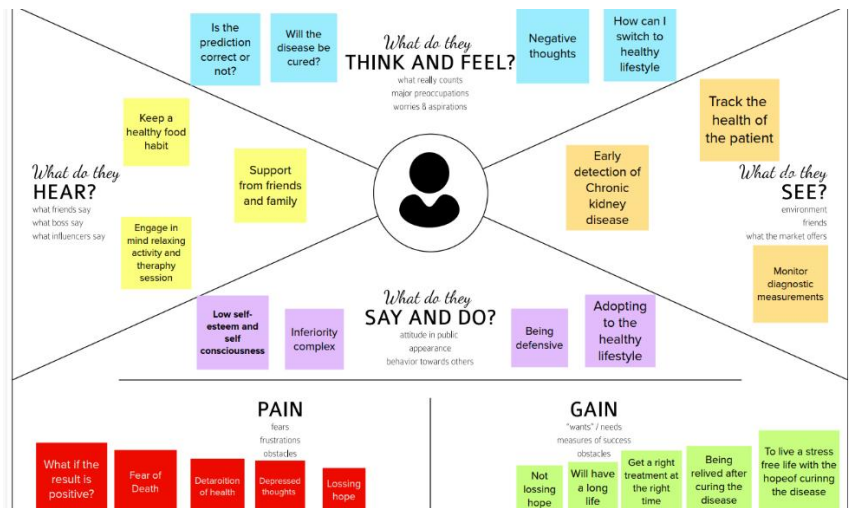 Is the
prediction
correct or
not?
Will the
disease be
cured?
What do they
THINK AND FEEL?
what really counts
major preoccupations
worries & aspirations
Negative
thoughts
How can I
switch to
healthy
lifestyle
Keep a
healthy food
habit
What do they
HEAR?
what friends say
what boss say
what influencers say
Support
from friends
and family
Engage in
mind relaxing
activity and
theraphy
session
Track the
health of
the patient
Early
detection of
Chronic
kidney
disease
What do they
SEE?
environment
friends
what the market offers
Monitor
diagnostic
measurements
What do they
SAY AND DO?
attitude in public
appearance
behavior towards others
Low self-
esteem and
self
consciousness
Inferiority
complex
Being
defensive
Adopting
to the
healthy
lifestyle
PAIN
fears
frustrations
obstacles
What if the
result is
positive?
Fear of
Death
Detaroition
of health
Depressed
thoughts
Lossing
hope
GAIN
"wants" / needs
measures of success
obstacles
Not
lossing
hope
Will have
a long
life
Get a right
treatment at
the right
time
Being
relived after
curing the
disease
To live a stress
free life with the
hopeof curinng
the disease